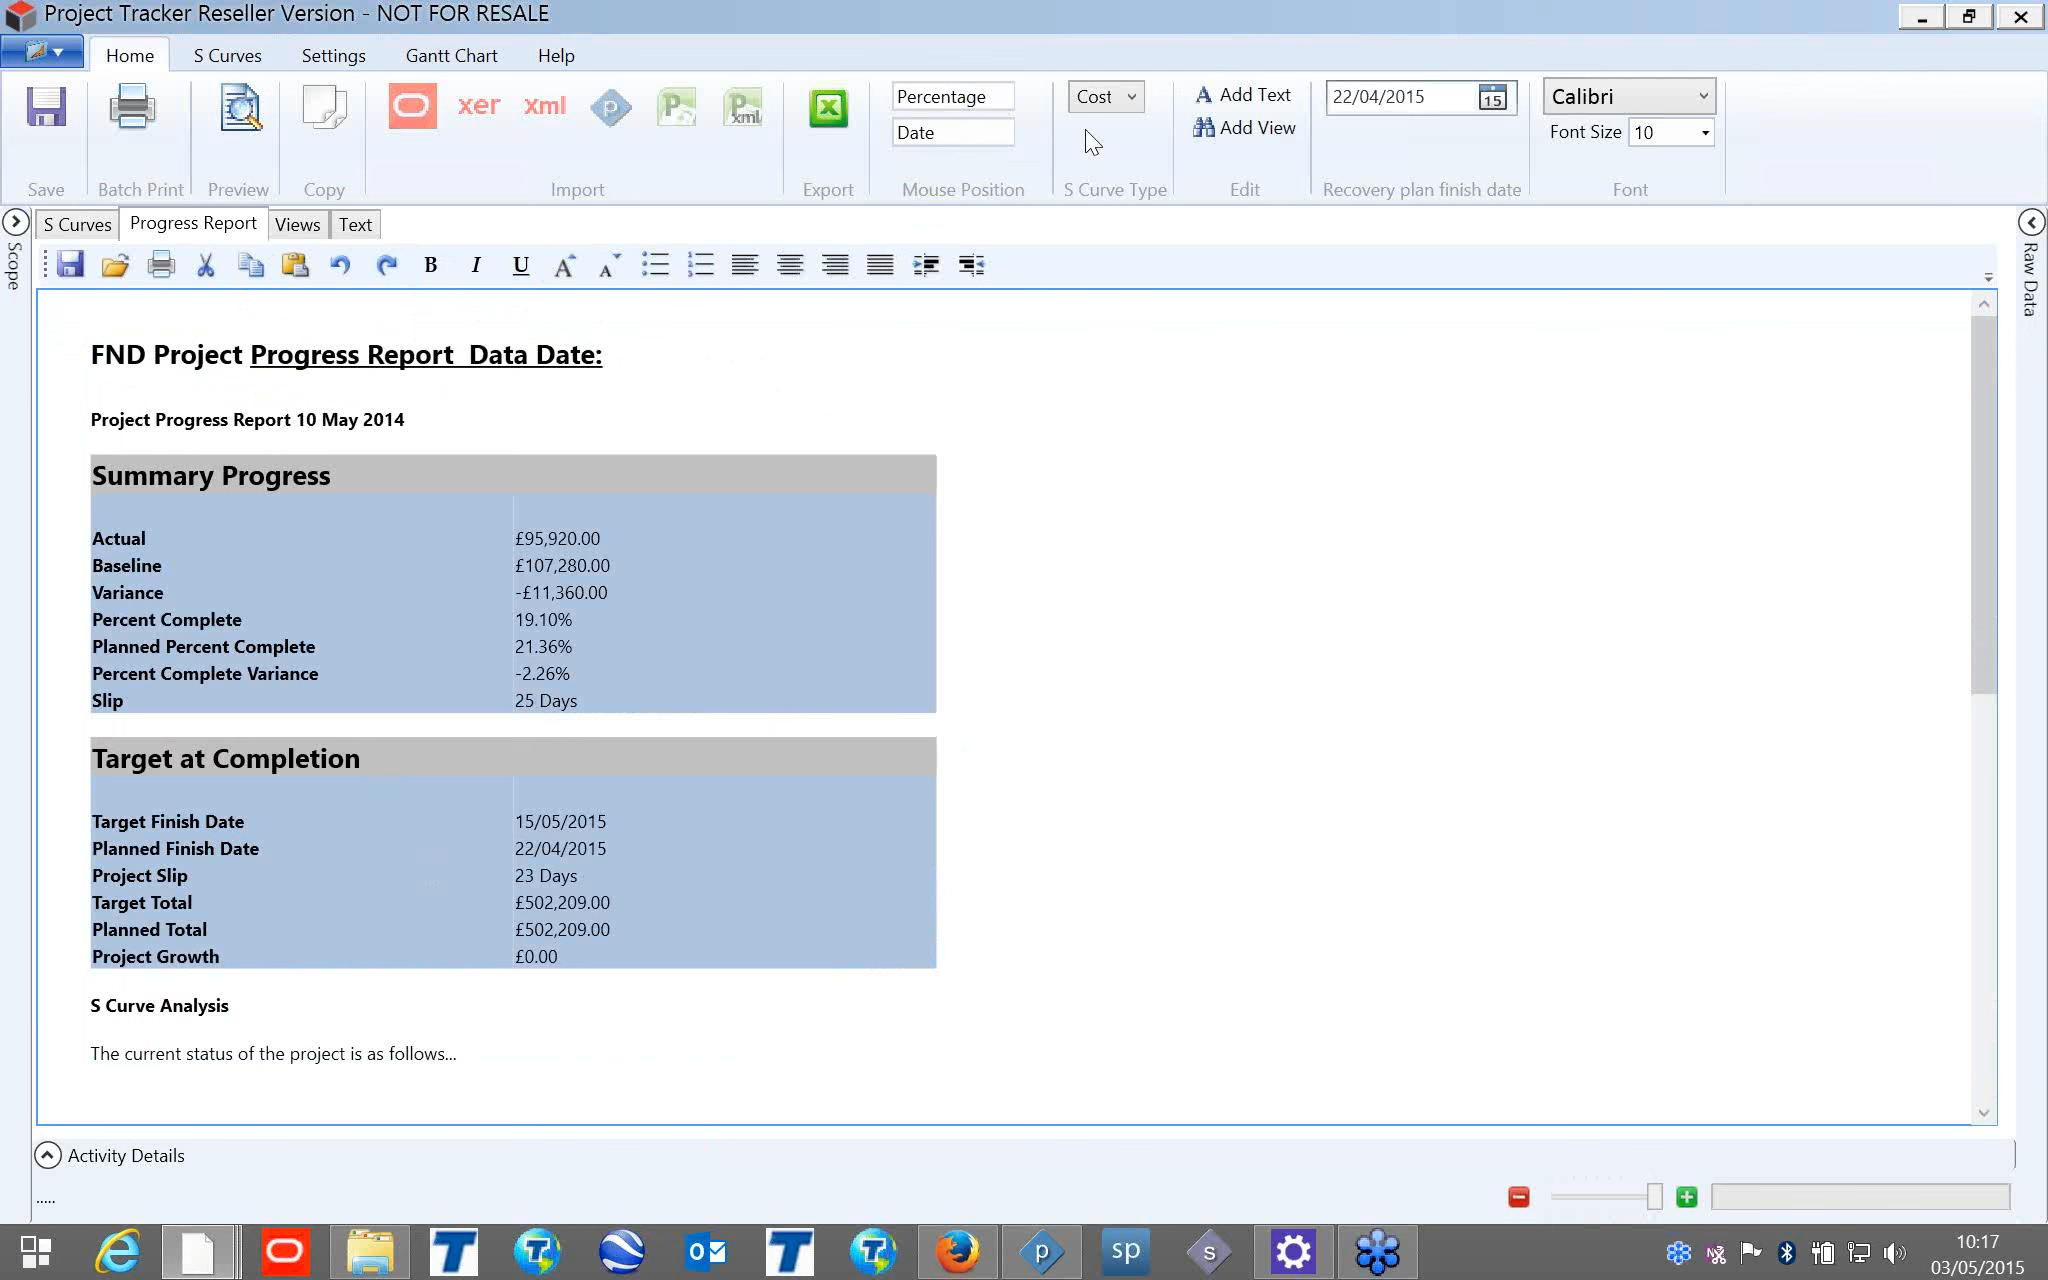 Project Tracker Reseller Version - NOT FOR RESALE
Home S Curves Settings Gantt Chart Help
xer xml P P P xml
Percentage
Date
Cost
Add Text
Add View
22/04/2015 15
Calibri
Font Size 10
Save Batch Print Preview Copy Import Export Mouse Position S Curve Type Edit Recovery plan finish date Font
Scope
S Curves Progress Report Views Text
Raw Data
B I U A A
FND Project Progress Report Data Date:
Project Progress Report 10 May 2014
Summary Progress
Actual £95,920.00
Baseline £107,280.00
Variance -£11,360.00
Percent Complete 19.10%
Planned Percent Complete 21.36%
Percent Complete Variance -2.26%
Slip 25 Days
Target at Completion
Target Finish Date 15/05/2015
Planned Finish Date 22/04/2015
Project Slip 23 Days
Target Total £502,209.00
Planned Total £502,209.00
Project Growth £0.00
S Curve Analysis
The current status of the project is as follows...
Activity Details
.....
p sp s
10:17
03/05/2015